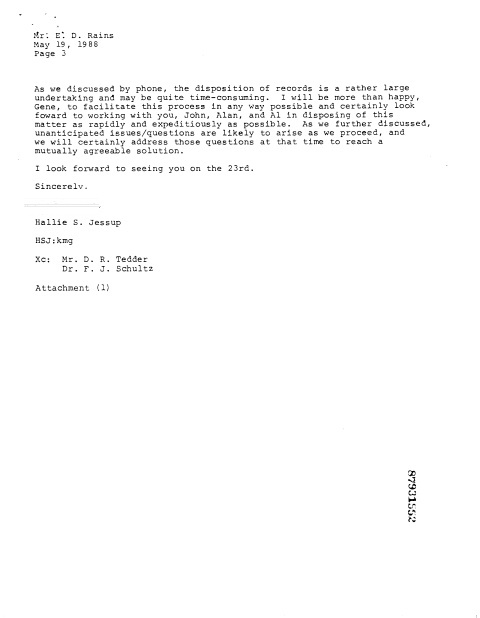 Mr. E. D. Rains
May 19, 1988
Page 3
As we discussed by phone, the disposition of records is a rather large
undertaking and may be quite time-consuming. I will be more than happy,
Gene, to facilitate this process in any way possible and certainly look
foward to working with you, John, Alan, and Al in disposing of this
matter as rapidly and expeditiously as possible. As we further discussed,
unanticipated issues/questions are likely to arise as we proceed, and
we will certainly address those questions at that time to reach a
mutually agreeable solution.
I look forward to seeing you on the 23rd.
Sincerely,
Hallie S. Jessup
HSJ:kmg
Xc: Mr. D. R. Tedder
Dr. F. J. Schultz
Attachment (1)
87931552